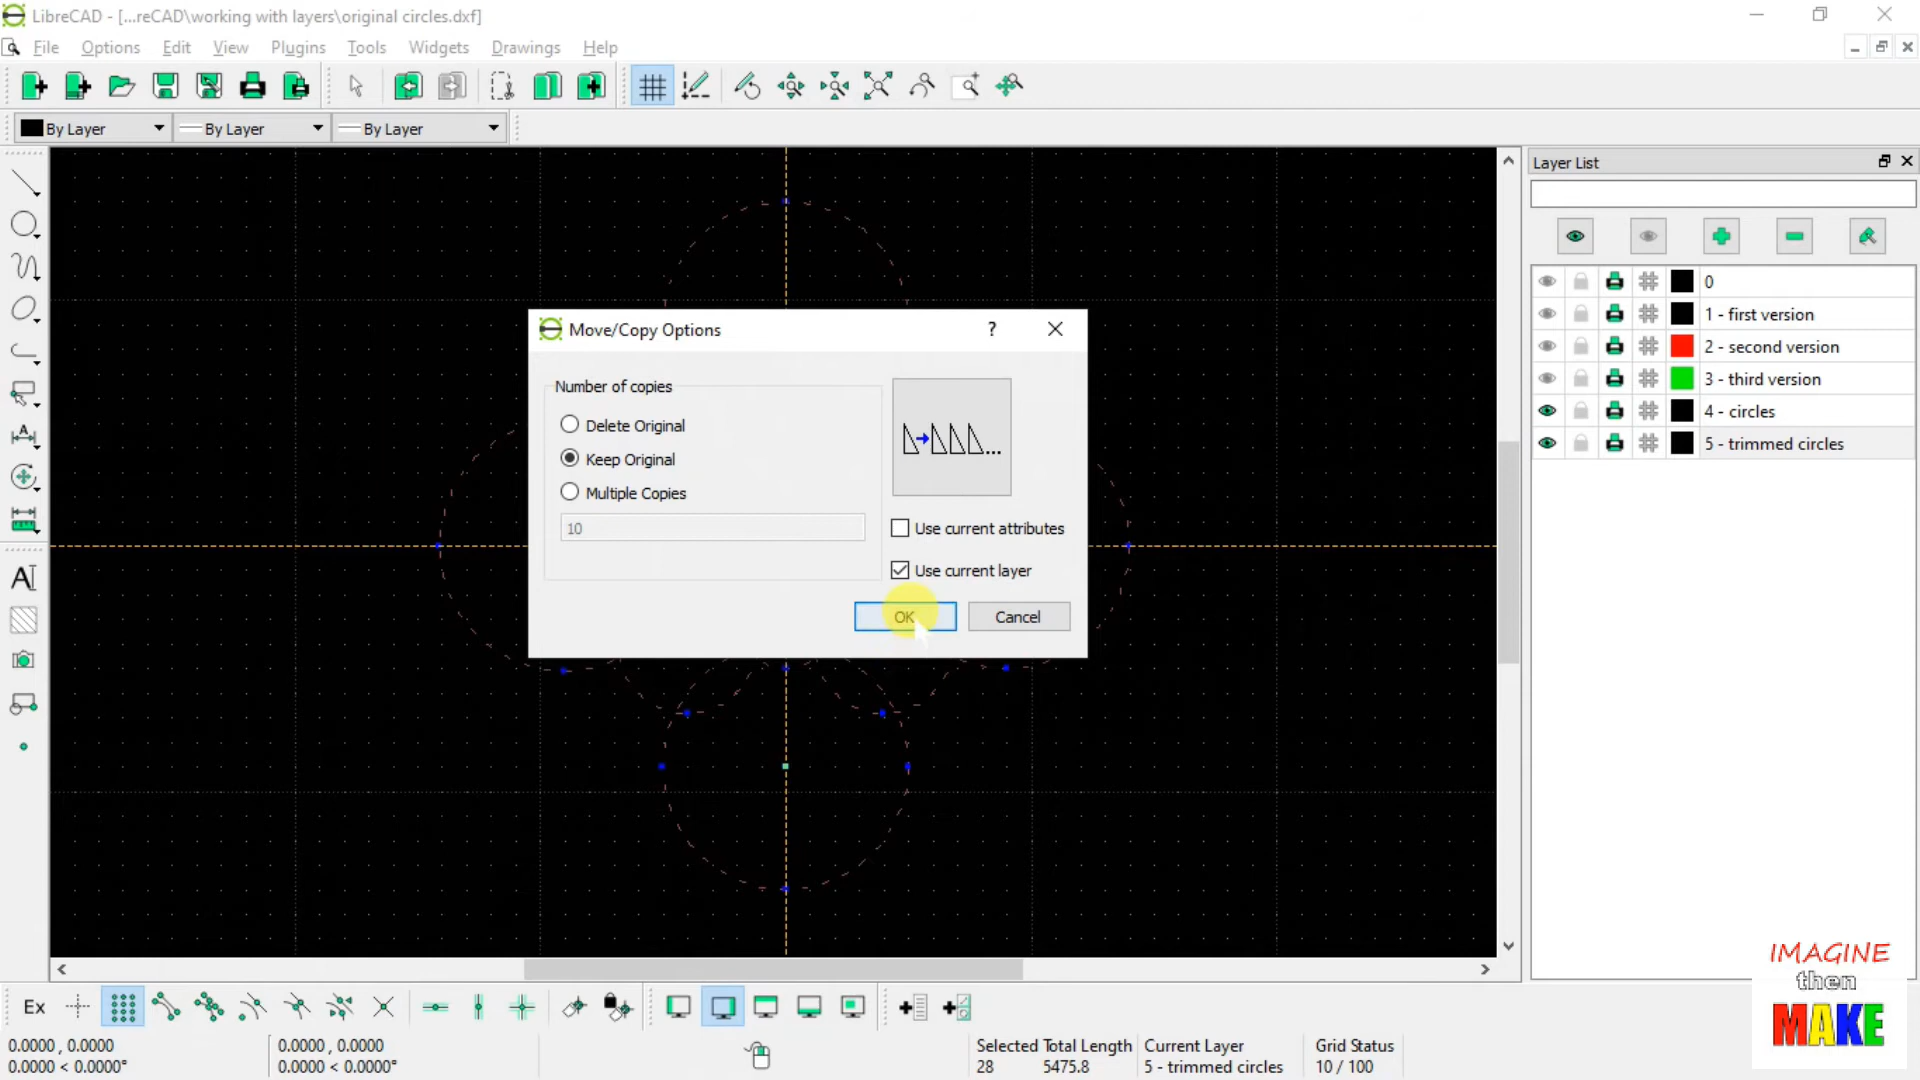 LibreCAD - [...reCAD\working with layers\original circles.dxf]
File Options Edit View Plugins Tools Widgets Drawings Help
By Layer By Layer By Layer
Layer List
0
1 - first version
2 - second version
3 - third version
4 - circles
5 - trimmed circles
Move/Copy Options ?
Number of copies
Delete Original
Keep Original
Multiple Copies
10
Use current attributes
Use current layer
OK Cancel
A
IMAGINE
then
MAKE
Ex
0.0000 , 0.0000
0.0000 < 0.0000°
0.0000 , 0.0000
0.0000 < 0.0000°
Selected Total Length
28 5475.8
Current Layer
5 - trimmed circles
Grid Status
10 / 100